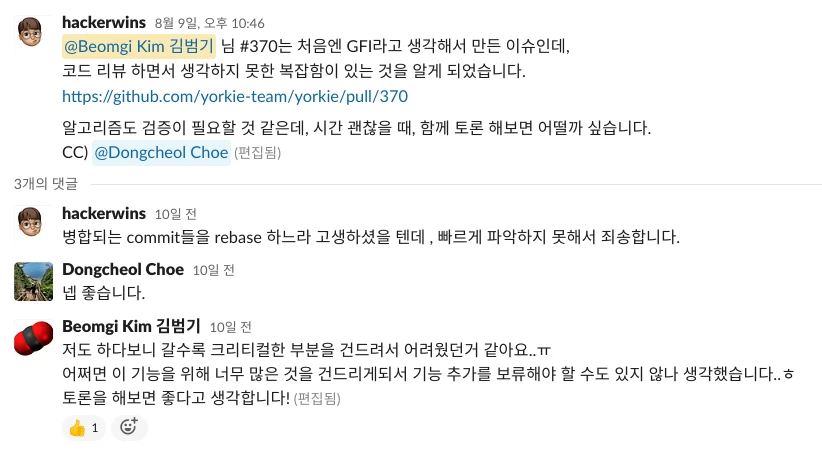 hackerwins 8월 9일, 오후 10:46
@Beomgi Kim 김범기 님 #370는 처음엔 GFI라고 생각해서 만든 이슈인데,
코드 리뷰 하면서 생각하지 못한 복잡함이 있는 것을 알게 되었습니다.
https://github.com/yorkie-team/yorkie/pull/370
알고리즘도 검증이 필요할 것 같은데, 시간 괜찮을 때, 함께 토론 해보면 어떨까 싶습니다.
CC) @Dongcheol Choe (편집됨)
3개의 댓글
hackerwins 10일 전
병합되는 commit들을 rebase 하느라 고생하셨을 텐데 , 빠르게 파악하지 못해서 죄송합니다.
Dongcheol Choe 10일 전
넵 좋습니다.
Beomgi Kim 김범기 10일 전
저도 하다보니 갈수록 크리티컬한 부분을 건드려서 어려웠던거 같아요..ㅠ
어쩌면 이 기능을 위해 너무 많은 것을 건드리게되서 기능 추가를 보류해야 할 수도 있지 않나 생각했습니다..ㅎ
토론을 해보면 좋다고 생각합니다! (편집됨)
👍 1